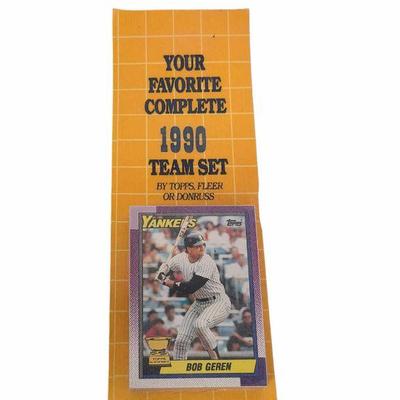 YOUR
FAVORITE
COMPLETE
1990
TEAM SET
BY TOPPS, FLEER
OR DONRUSS
YANKEES
Topps
BOB GEREN